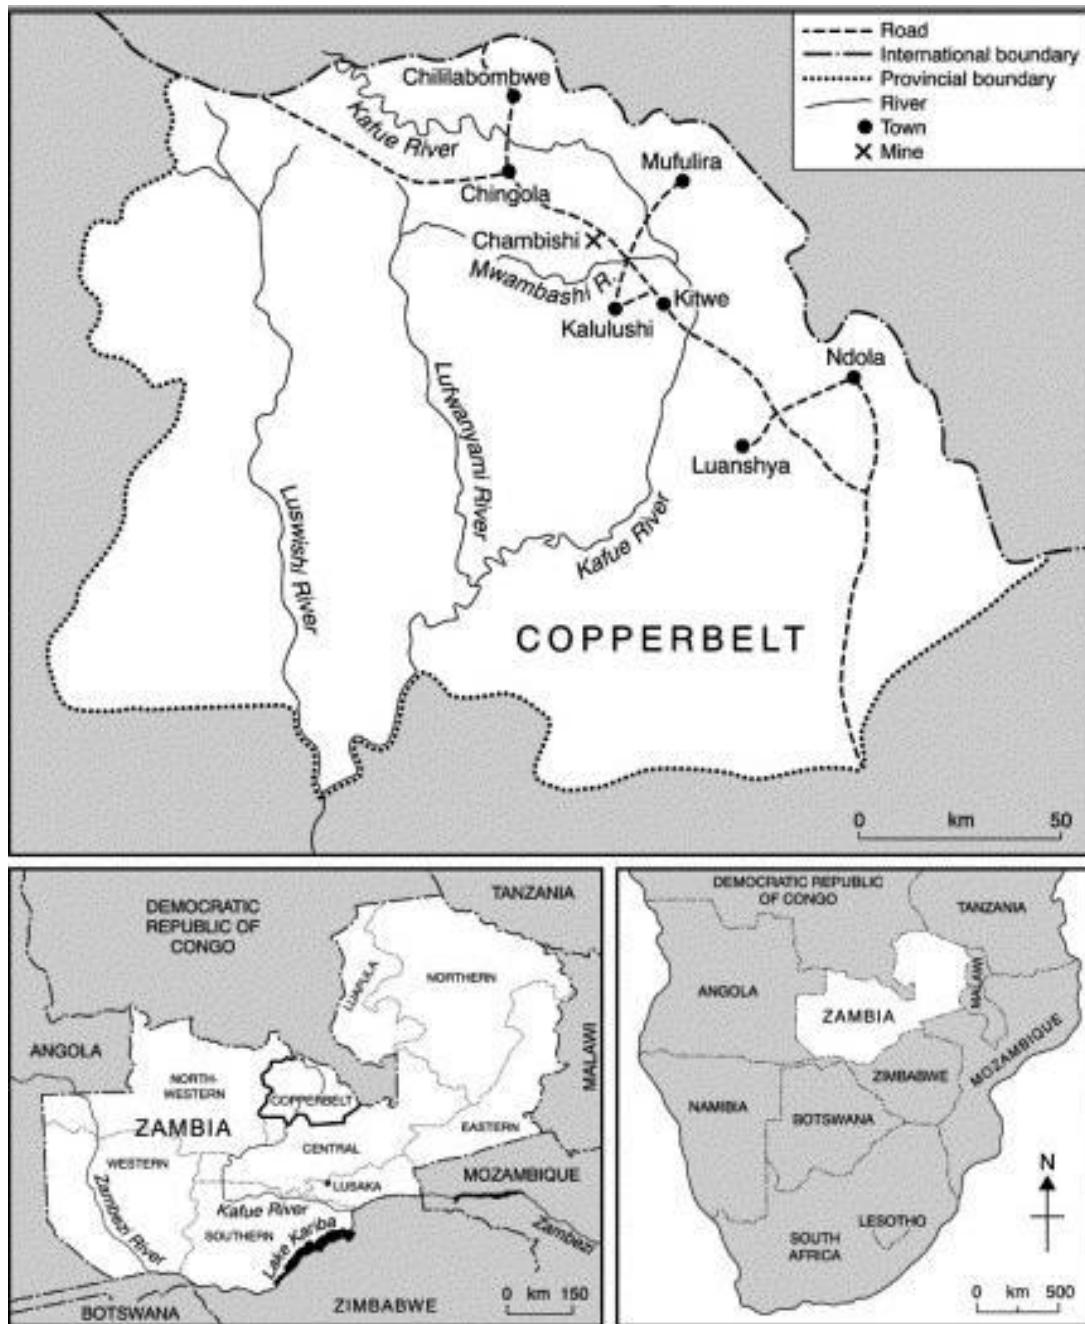 Road
International boundary
Provincial boundary
River
Town
Mine
Chililabombwe
Kafue River
Mufulira
Chingola
Chambishi
Mwambashi R.
Kitwe
Kalulushi
Ndola
Lufwanyami River
Luanshya
Luswishi River
Kafue River
COPPERBELT
0 km 50
TANZANIA
DEMOCRATIC
REPUBLIC OF
CONGO
LUAPULA
NORTHERN
ANGOLA
MALAWI
NORTH-
WESTERN
COPPERBELT
ZAMBIA
EASTERN
CENTRAL
WESTERN
MOZAMBIQUE
LUSAKA
Zambezi River
Kafue River
SOUTHERN
Lake Kariba
Zambezi
0 km 150
BOTSWANA
ZIMBABWE
DEMOCRATIC REPUBLIC
OF CONGO
TANZANIA
ANGOLA
MALAWI
ZAMBIA
MOZAMBIQUE
ZIMBABWE
NAMIBIA
BOTSWANA
N
LESOTHO
SOUTH
AFRICA
0 km 500